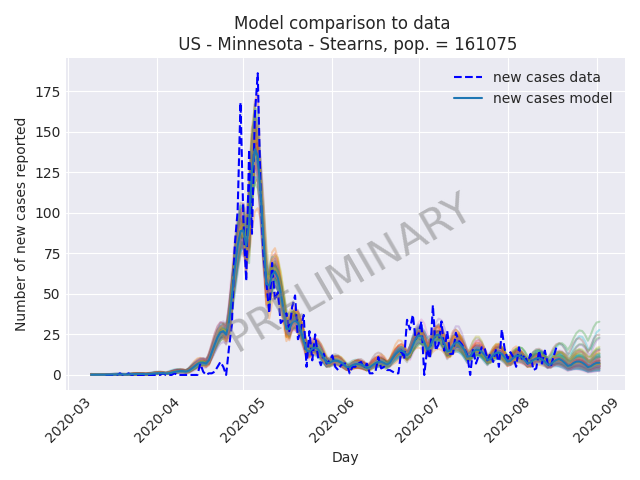 Model comparison to data
US - Minnesota - Stearns, pop. = 161075
new cases data
new cases model
Number of new cases reported
175
150
125
100
75
50
25
0
PRELIMINARY
2020-03
2020-04
2020-05
2020-06
2020-07
2020-08
2020-09
Day